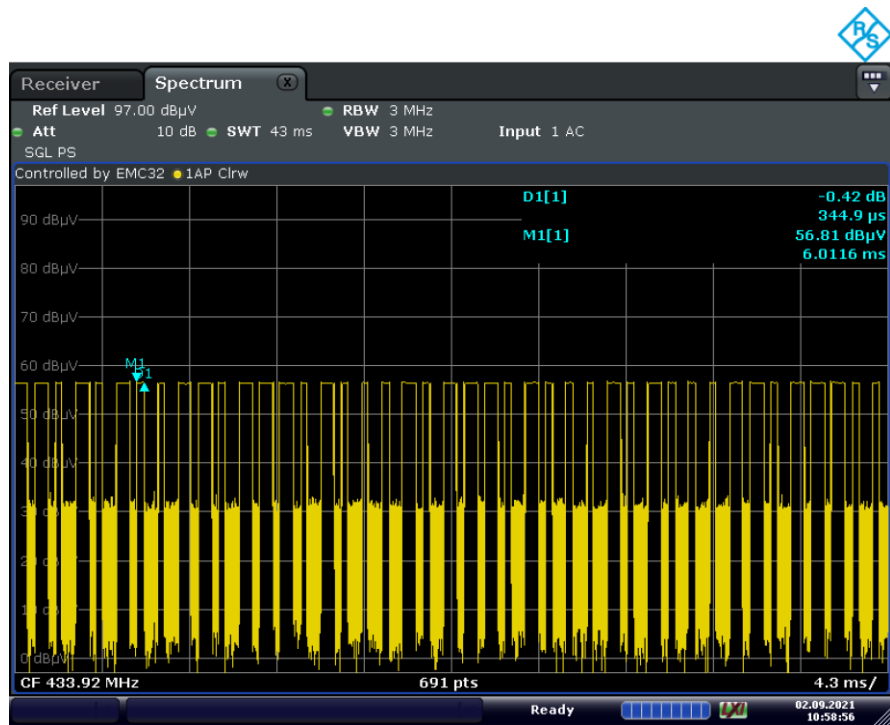 R&S
Receiver
Spectrum
X
Ref Level 97.00 dBµV
RBW 3 MHz
Att 10 dB
SWT 43 ms
VBW 3 MHz
Input 1 AC
SGL PS
Controlled by EMC32
1AP Clrw
D1[1] -0.42 dB
344.9 µs
M1[1] 56.81 dBµV
6.0116 ms
90 dBµV
80 dBµV
70 dBµV
60 dBµV
M1
D1
50 dBµV
40 dBµV
0 dBµV
CF 433.92 MHz
691 pts
4.3 ms/
Ready
LXI
02.09.2021
10:58:56